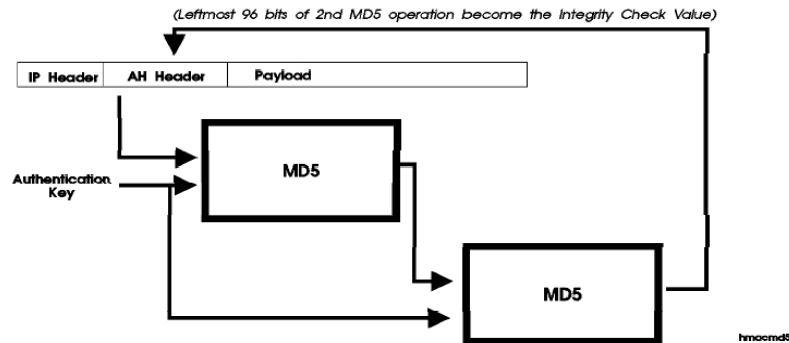 (Leftmost 96 bits of 2nd MD5 operation become the Integrity Check Value)
IP Header AH Header Payload
MD5
Authentication
Key
MD5
hmacmd5